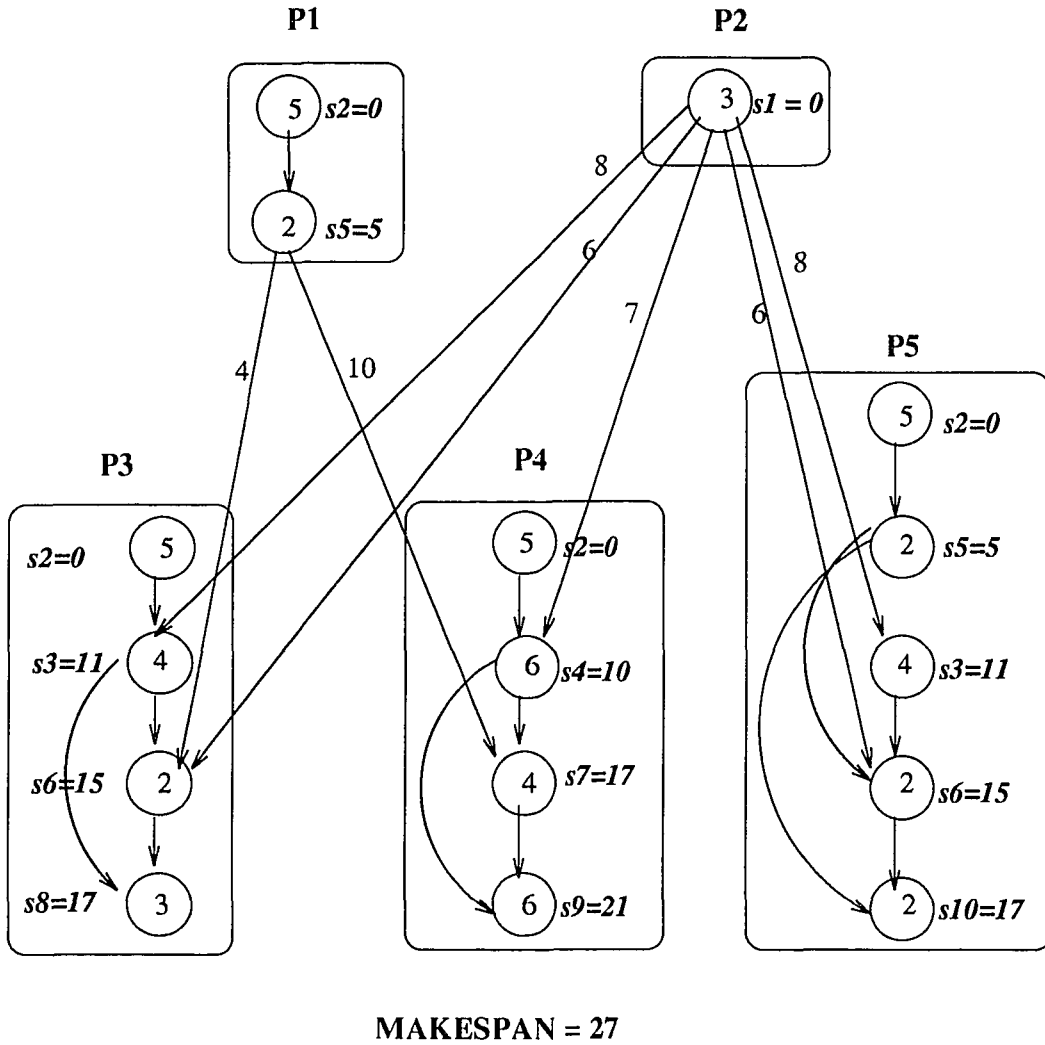 P1
P2
5 s2=0
3 s1 = 0
8
2 s5=5
6
8
7
6
4
10
P5
5 s2=0
P3
P4
s2=0 5
5 s2=0
2 s5=5
s3=11 4
6 s4=10
4 s3=11
s6=15 2
4 s7=17
2 s6=15
s8=17 3
6 s9=21
2 s10=17
MAKESPAN = 27